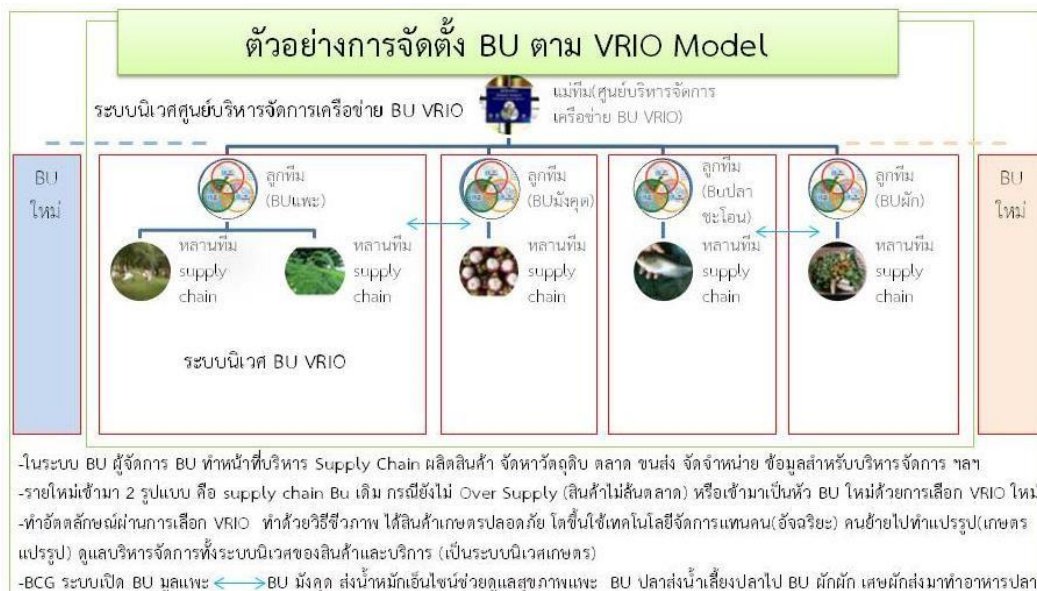 ตัวอย่างการจัดตั้ง BU ตาม VRIO Model
ระบบนิเวศศูนย์บริหารจัดการเครือข่าย BU VRIO
แม่ทีม(ศูนย์บริหารจัดการ
เครือข่าย BU VRIO)
BU
ใหม่
ลูกทีม
(BUแพะ)
หลานทีม
supply
chain
หลานทีม
supply
chain
ระบบนิเวศ BU VRIO
ลูกทีม
(BUมังคุด)
หลานทีม
supply
chain
ลูกทีม
(Buปลา
ชะโอน)
หลานทีม
supply
chain
ลูกทีม
(BUผัก)
หลานทีม
supply
chain
BU
ใหม่
-ในระบบ BU ผู้จัดการ BU ทำหน้าที่บริหาร Supply Chain ผลิตสินค้า จัดหาวัตถุดิบ ตลาด ขนส่ง จัดจำหน่าย ข้อมูลสำหรับบริหารจัดการ ฯลฯ
-รายใหม่เข้ามา 2 รูปแบบ คือ supply chain Bu เดิม กรณียังไม่ Over Supply (สินค้าไม่ล้นตลาด) หรือเข้ามาเป็นหัว BU ใหม่ด้วยการเลือก VRIO ใหม่
-ทำอัตตลักษณ์ผ่านการเลือก VRIO ทำด้วยวิธีชีวภาพ ได้สินค้าเกษตรปลอดภัย โตขึ้นใช้เทคโนโลยีจัดการแทนคน(อัจฉริยะ) คนย้ายไปทำแปรรูป(เกษตร
แปรรูป) ดูแลบริหารจัดการทั้งระบบนิเวศของสินค้าและบริการ (เป็นระบบนิเวศเกษตร)
-BCG ระบบเปิด BU มูลแพะ BU มังคุด ส่งน้ำหมักเอ็นไซน์ช่วยดูแลสุขภาพแพะ BU ปลาส่งน้ำเลี้ยงปลาไป BU ผักผัก เศษผักส่งมาทำอาหารปลา